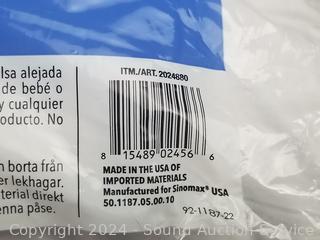 ITM./ART. 2024880
lsa alejada
de bebé o
y cualquier
oducto. No
8 15489 02456 6
MADE IN THE USA OF
IMPORTED MATERIALS
Manufactured for Sinomax® USA
50.1187.05.00.10
92-1187-22
n borta från
er lekhagar.
aterial direkt
enna påse.
Copyright 2024 - Sound Auction Service